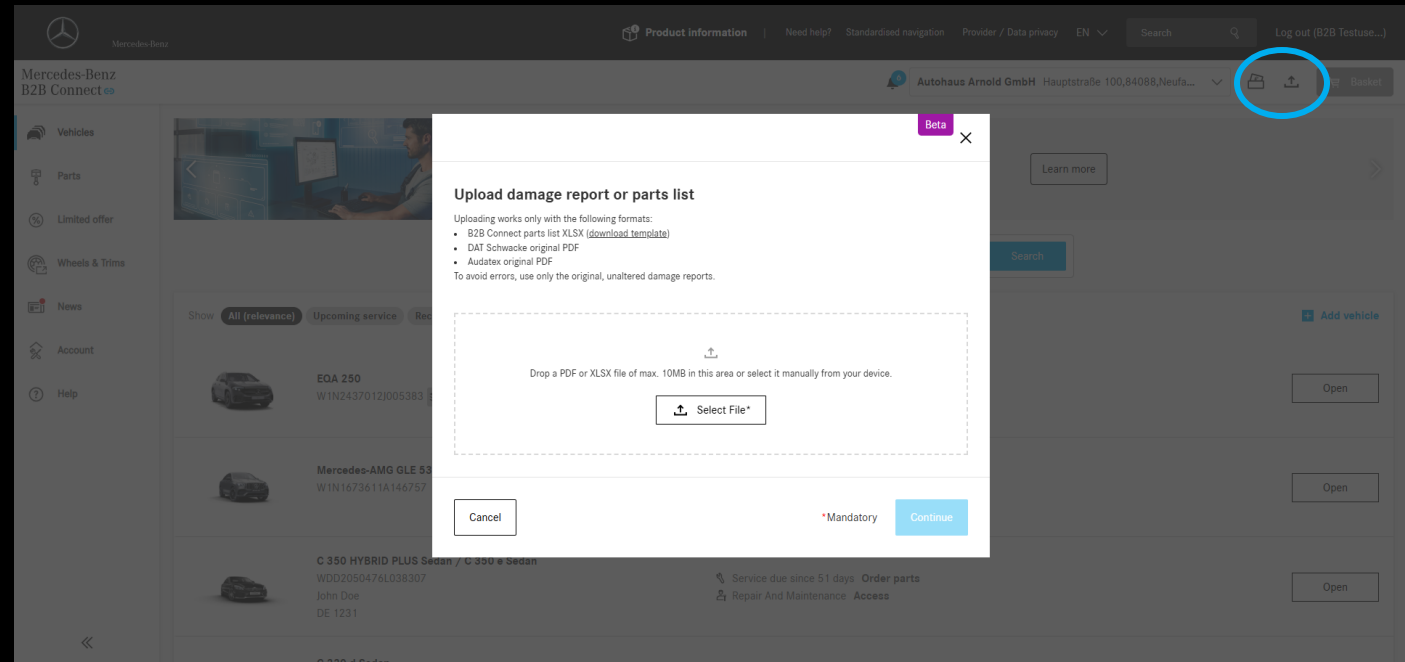 Product information | Need help? Standardised navigation Provider / Data privacy EN Search Log out (B2B Testuse...)
Mercedes-Benz
Mercedes-Benz
B2B Connect
Autohaus Arnold GmbH Hauptstraße 100,84088,Neufa... Basket
Vehicles
Parts
Limited offer
Wheels & Trims
News
Account
Help
Learn more
Search
Show All (relevance) Upcoming service Rec
Add vehicle
EQA 250
W1N2437012J005383
Open
Mercedes-AMG GLE 53
W1N1673611A146757
Open
C 350 HYBRID PLUS Sedan / C 350 e Sedan
WDD2050476L038307
John Doe
DE 1231
Service due since 51 days Order parts
Repair And Maintenance Access
Open
Beta
Upload damage report or parts list
Uploading works only with the following formats:
• B2B Connect parts list XLSX (download template)
• DAT Schwacke original PDF
• Audatex original PDF
To avoid errors, use only the original, unaltered damage reports.
Drop a PDF or XLSX file of max. 10MB in this area or select it manually from your device.
Select File*
Cancel
*Mandatory
Continue